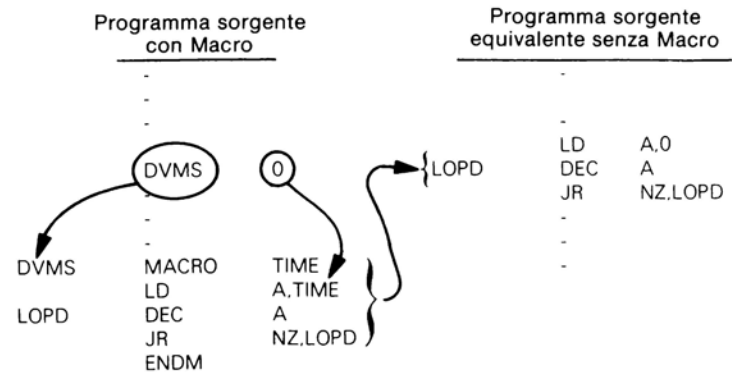 Programma sorgente
con Macro
-
-
-
DVMS 0
-
-
DVMS MACRO TIME
LD A,TIME
LOPD DEC A
JR NZ,LOPD
ENDM
Programma sorgente
equivalente senza Macro
-
-
LD A,0
LOPD DEC A
JR NZ,LOPD
-
-
-